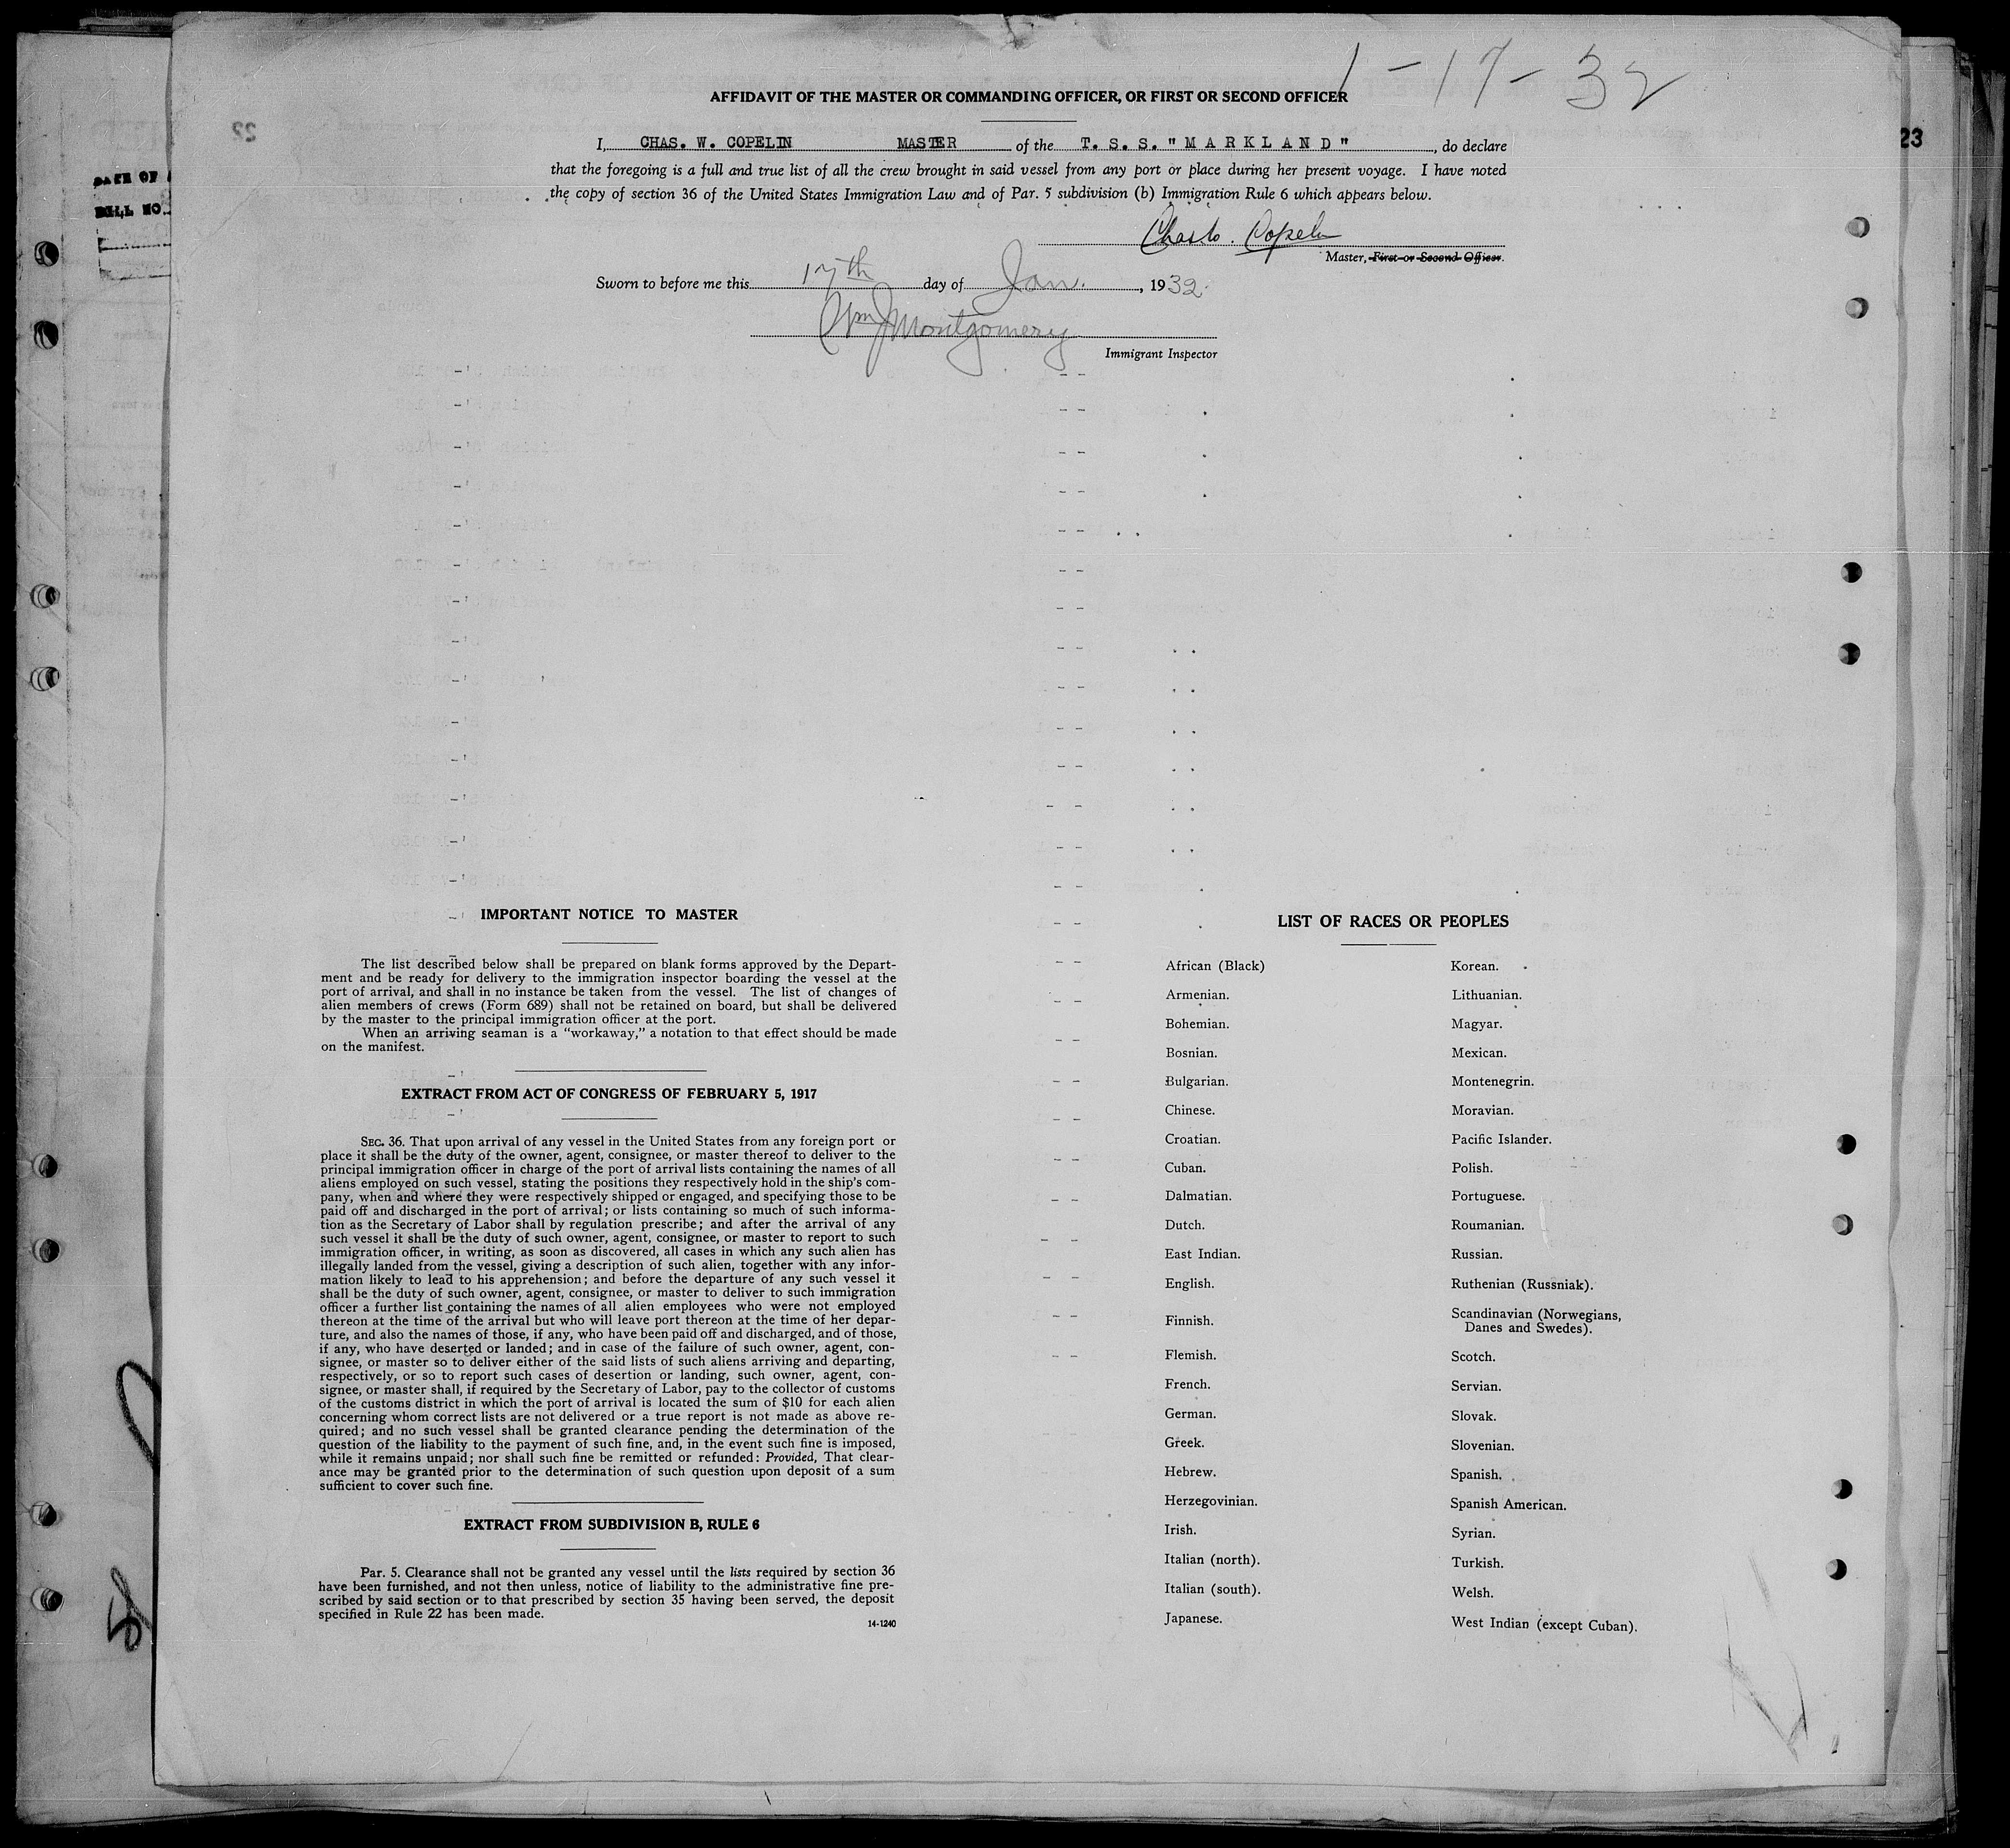 1-17-32
AFFIDAVIT OF THE MASTER OR COMMANDING OFFICER, OR FIRST OR SECOND OFFICER
22
23
I, CHAS. W. COPELIN MASTER of the T. S. S. "M A R K L A N D", do declare
that the foregoing is a full and true list of all the crew brought in said vessel from any port or place during her present voyage. I have noted
the copy of section 36 of the United States Immigration Law and of Par. 5 subdivision (b) Immigration Rule 6 which appears below.
DATE OF
BILL NO.
Chas W. Copelin
Master, First or Second Officer.
Sworn to before me this 17th day of Jan., 1932.
Wm J Montgomery
Immigrant Inspector
IMPORTANT NOTICE TO MASTER
The list described below shall be prepared on blank forms approved by the Depart-
ment and be ready for delivery to the immigration inspector boarding the vessel at the
port of arrival, and shall in no instance be taken from the vessel. The list of changes of
alien members of crews (Form 689) shall not be retained on board, but shall be delivered
by the master to the principal immigration officer at the port.
When an arriving seaman is a "workaway," a notation to that effect should be made
on the manifest.
EXTRACT FROM ACT OF CONGRESS OF FEBRUARY 5, 1917
SEC. 36. That upon arrival of any vessel in the United States from any foreign port or
place it shall be the duty of the owner, agent, consignee, or master thereof to deliver to the
principal immigration officer in charge of the port of arrival lists containing the names of all
aliens employed on such vessel, stating the positions they respectively hold in the ship's com-
pany, when and where they were respectively shipped or engaged, and specifying those to be
paid off and discharged in the port of arrival; or lists containing so much of such informa-
tion as the Secretary of Labor shall by regulation prescribe; and after the arrival of any
such vessel it shall be the duty of such owner, agent, consignee, or master to report to such
immigration officer, in writing, as soon as discovered, all cases in which any such alien has
illegally landed from the vessel, giving a description of such alien, together with any infor-
mation likely to lead to his apprehension; and before the departure of any such vessel it
shall be the duty of such owner, agent, consignee, or master to deliver to such immigration
officer a further list containing the names of all alien employees who were not employed
thereon at the time of the arrival but who will leave port thereon at the time of her depar-
ture, and also the names of those, if any, who have been paid off and discharged, and of those,
if any, who have deserted or landed; and in case of the failure of such owner, agent, con-
signee, or master so to deliver either of the said lists of such aliens arriving and departing,
respectively, or so to report such cases of desertion or landing, such owner, agent, con-
signee, or master shall, if required by the Secretary of Labor, pay to the collector of customs
of the customs district in which the port of arrival is located the sum of $10 for each alien
concerning whom correct lists are not delivered or a true report is not made as above re-
quired; and no such vessel shall be granted clearance pending the determination of the
question of the liability to the payment of such fine, and, in the event such fine is imposed,
while it remains unpaid; nor shall such fine be remitted or refunded: Provided, That clear-
ance may be granted prior to the determination of such question upon deposit of a sum
sufficient to cover such fine.
EXTRACT FROM SUBDIVISION B, RULE 6
Par. 5. Clearance shall not be granted any vessel until the lists required by section 36
have been furnished, and not then unless, notice of liability to the administrative fine pre-
scribed by said section or to that prescribed by section 35 having been served, the deposit
specified in Rule 22 has been made.
14-1240
LIST OF RACES OR PEOPLES
African (Black)
Armenian.
Bohemian.
Bosnian.
Bulgarian.
Chinese.
Croatian.
Cuban.
Dalmatian.
Dutch.
East Indian.
English.
Finnish.
Flemish.
French.
German.
Greek.
Hebrew.
Herzegovinian.
Irish.
Italian (north).
Italian (south).
Japanese.
Korean.
Lithuanian.
Magyar.
Mexican.
Montenegrin.
Moravian.
Pacific Islander.
Polish.
Portuguese.
Roumanian.
Russian.
Ruthenian (Russniak).
Scandinavian (Norwegians,
Danes and Swedes).
Scotch.
Servian.
Slovak.
Slovenian.
Spanish.
Spanish American.
Syrian.
Turkish.
Welsh.
West Indian (except Cuban).